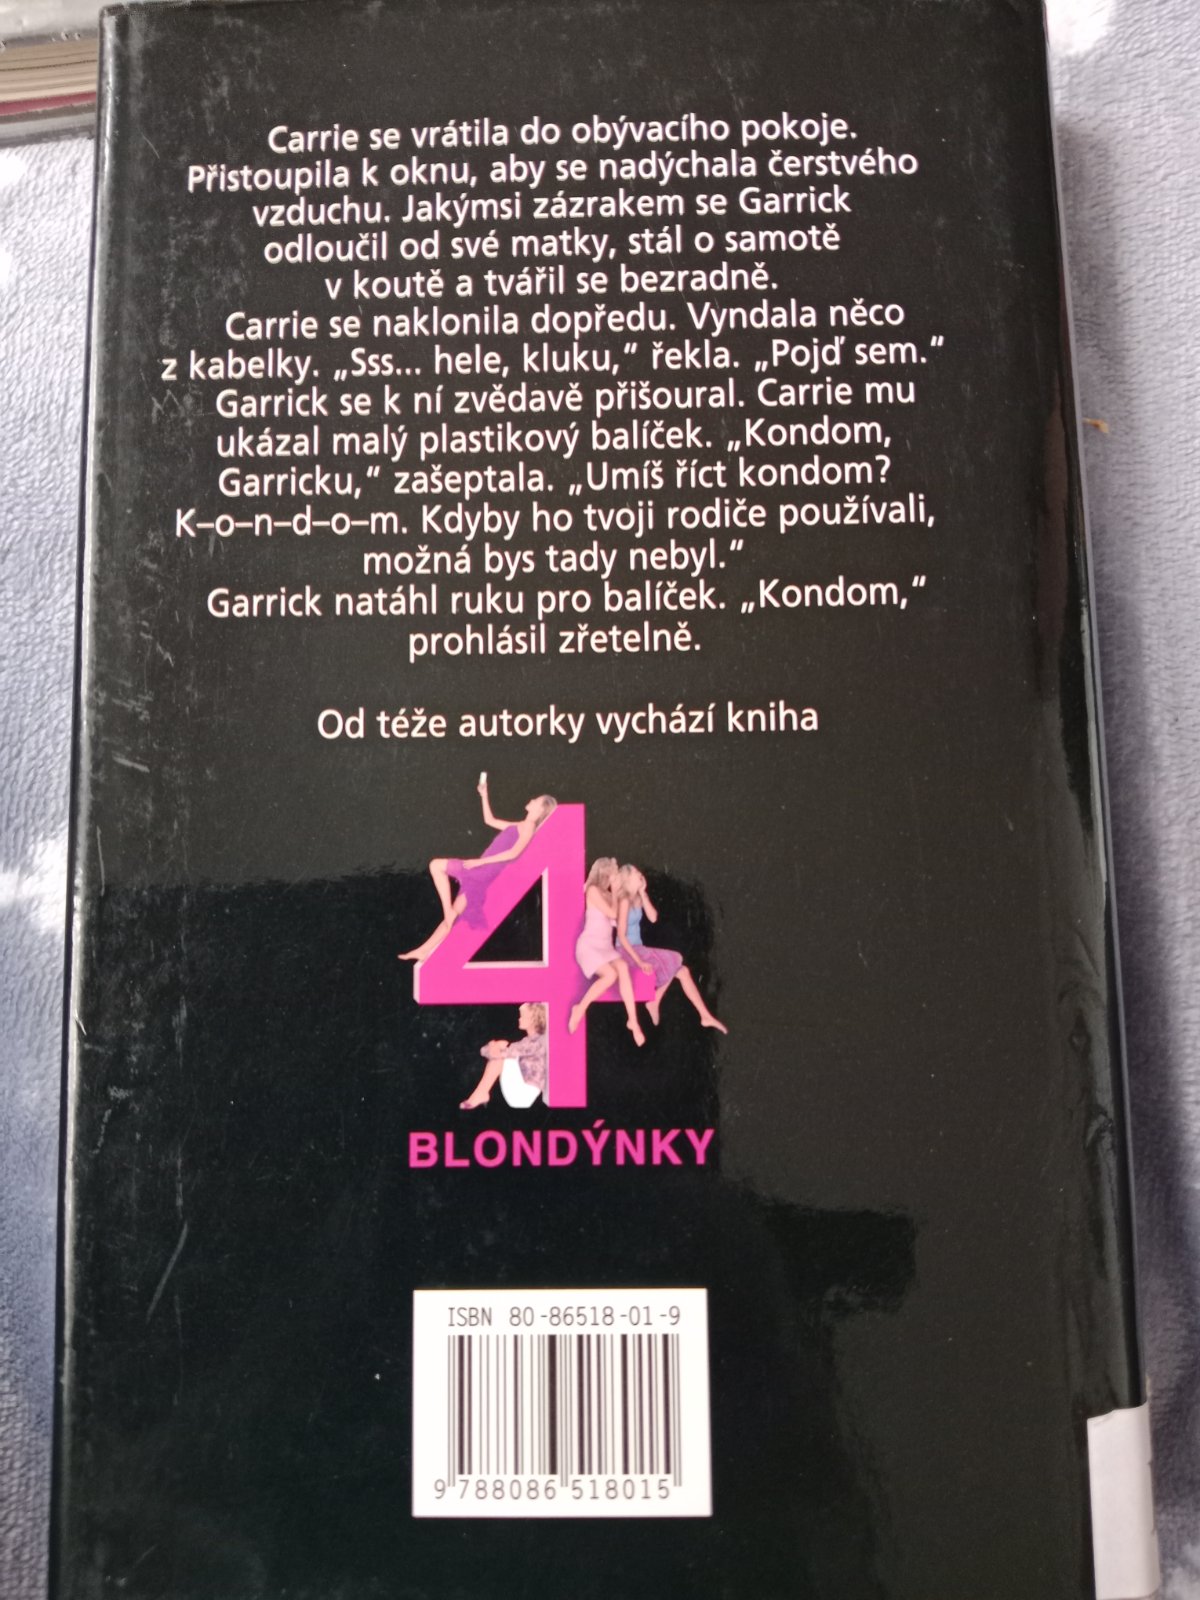 Carrie se vrátila do obývacího pokoje.
Přistoupila k oknu, aby se nadýchala čerstvého
vzduchu. Jakýmsi zázrakem se Garrick
odloučil od své matky, stál o samotě
v koutě a tvářil se bezradně.
Carrie se naklonila dopředu. Vyndala něco
z kabelky. „Sss... hele, kluku,“ řekla. „Pojď sem.“
Garrick se k ní zvědavě přišoural. Carrie mu
ukázal malý plastikový balíček. „Kondom,
Garricku,“ zašeptala. „Umíš říct kondom?
K–o–n–d–o–m. Kdyby ho tvoji rodiče používali,
možná bys tady nebyl.“
Garrick natáhl ruku pro balíček. „Kondom,“
prohlásil zřetelně.
Od téže autorky vychází kniha
4
BLONDÝNKY
ISBN 80-86518-01-9
9 788086 518015